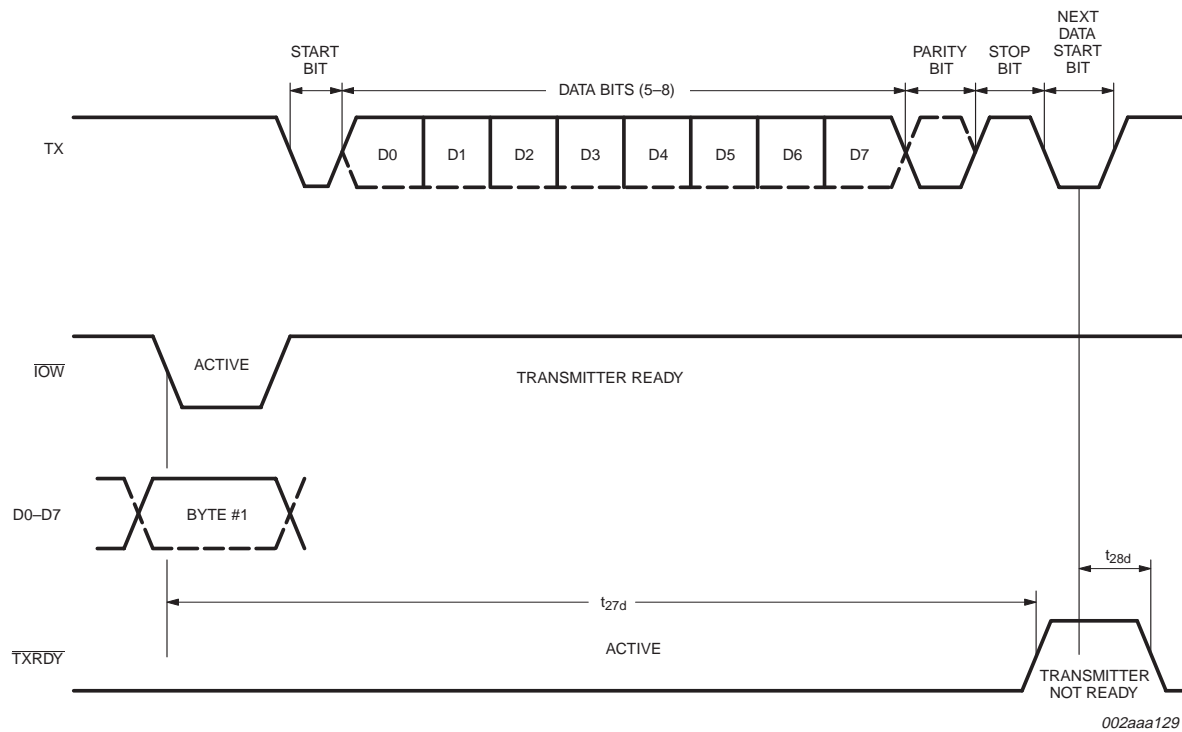 START
BIT
DATA BITS (5–8)
PARITY
BIT
STOP
BIT
NEXT
DATA
START
BIT
TX
D0 D1 D2 D3 D4 D5 D6 D7
IOW
ACTIVE
TRANSMITTER READY
D0–D7
BYTE #1
t28d
t27d
TXRDY
ACTIVE
TRANSMITTER
NOT READY
002aaa129